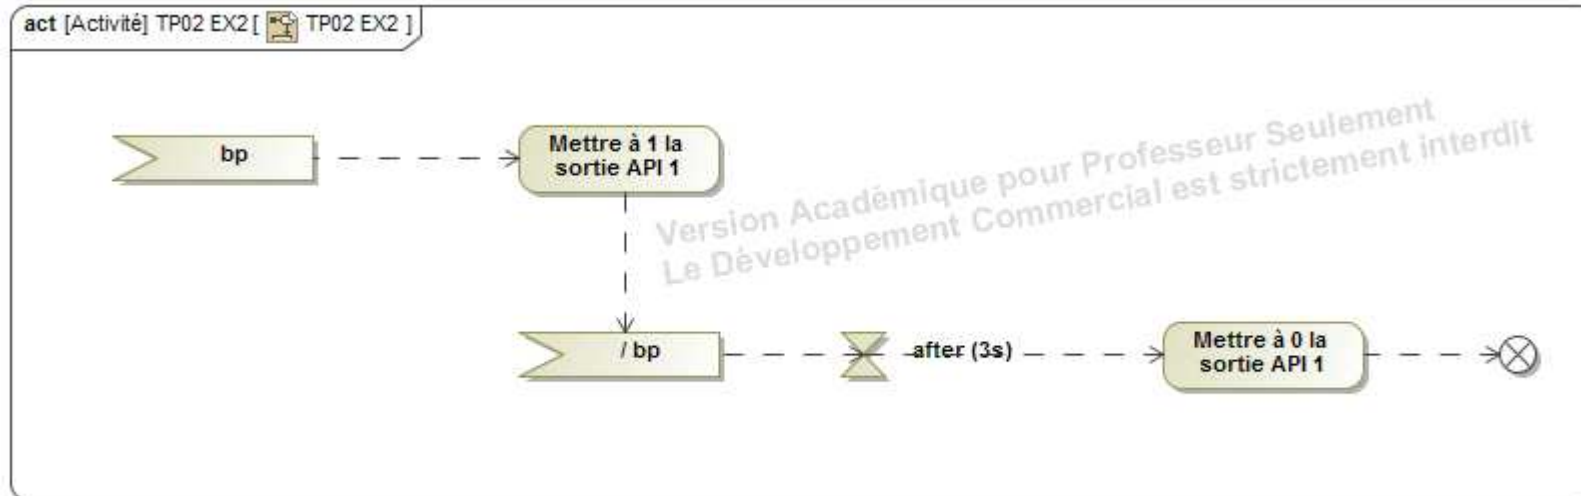 act [Activité] TP02 EX2 [ TP02 EX2 ]
bp
Mettre à 1 la
sortie API 1
Version Académique pour Professeur Seulement
Le Développement Commercial est strictement interdit
/ bp
after (3s)
Mettre à 0 la
sortie API 1